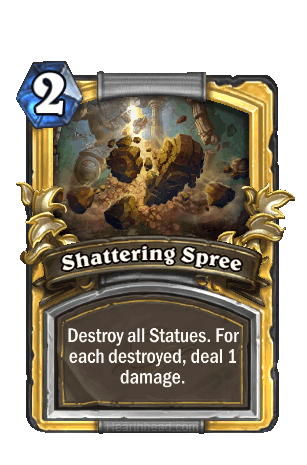 2
Shattering Spree
Destroy all Statues. For
each destroyed, deal 1
damage.
Hearthhead.com